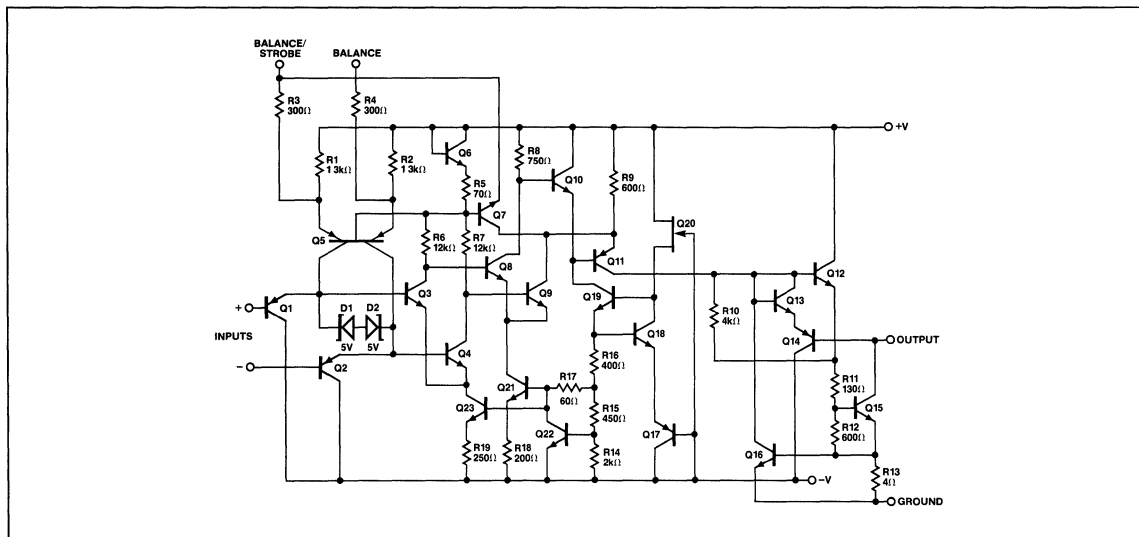 BALANCE/
STROBE
BALANCE
R3
300Ω
R4
300Ω
+V
R1
1 3kΩ
R2
1 3kΩ
Q6
R8
750Ω
Q10
R9
600Ω
R5
70Ω
Q7
Q20
Q5
R6
12kΩ
R7
12kΩ
Q8
Q11
Q12
Q3
Q9
Q19
Q13
+
Q1
D1
D2
R10
4kΩ
Q18
Q14
OUTPUT
INPUTS
5V
5V
R16
400Ω
−
Q4
R17
60Ω
R11
130Ω
Q2
Q21
Q15
Q23
R15
450Ω
R12
600Ω
Q22
Q17
Q16
R19
250Ω
R18
200Ω
R14
2kΩ
R13
4Ω
−V
GROUND